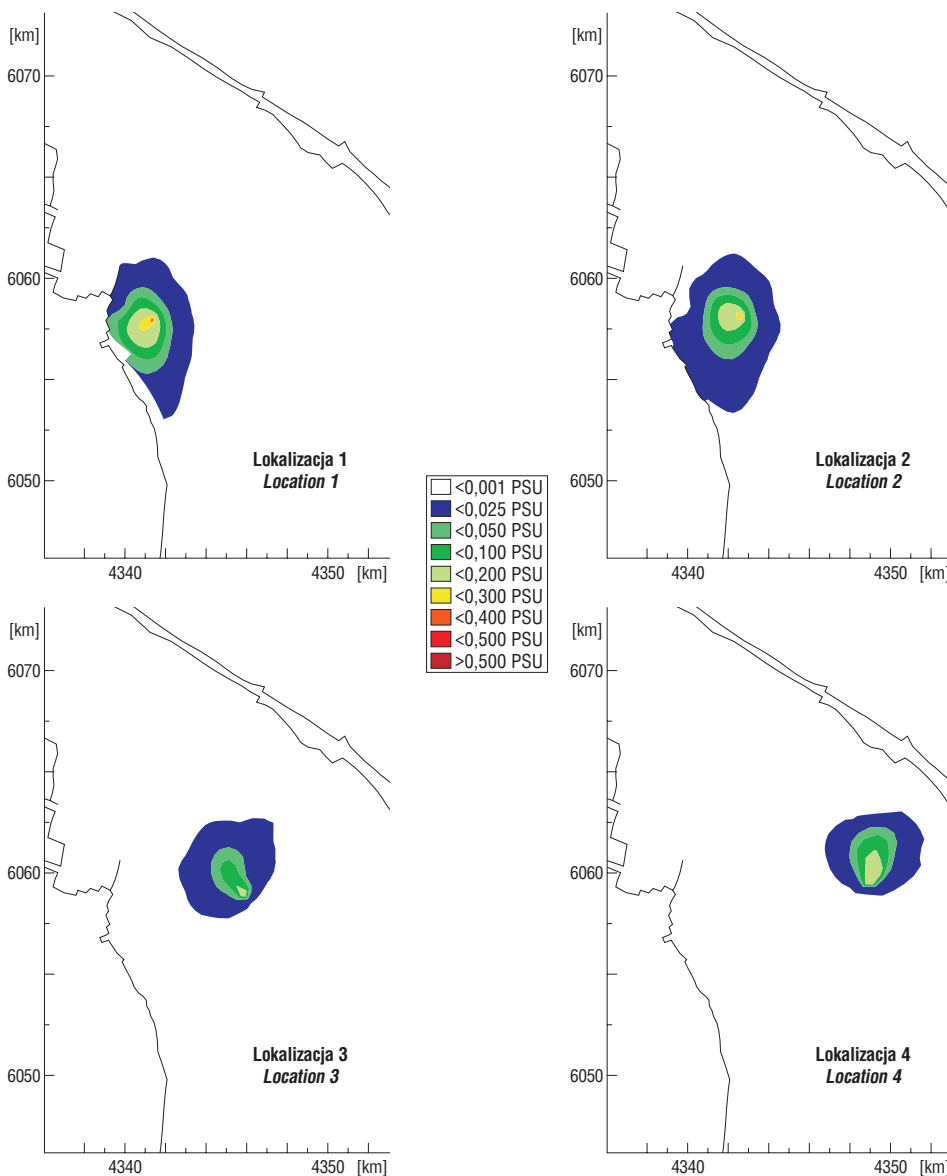 [km]
6070
6060
6050
4340
4350 [km]
Lokalizacja 1
Location 1
[km]
6070
6060
6050
4340
4350 [km]
Lokalizacja 2
Location 2
<0,001 PSU
<0,025 PSU
<0,050 PSU
<0,100 PSU
<0,200 PSU
<0,300 PSU
<0,400 PSU
<0,500 PSU
>0,500 PSU
[km]
6070
6060
6050
4340
4350 [km]
Lokalizacja 3
Location 3
[km]
6070
6060
6050
4340
4350 [km]
Lokalizacja 4
Location 4